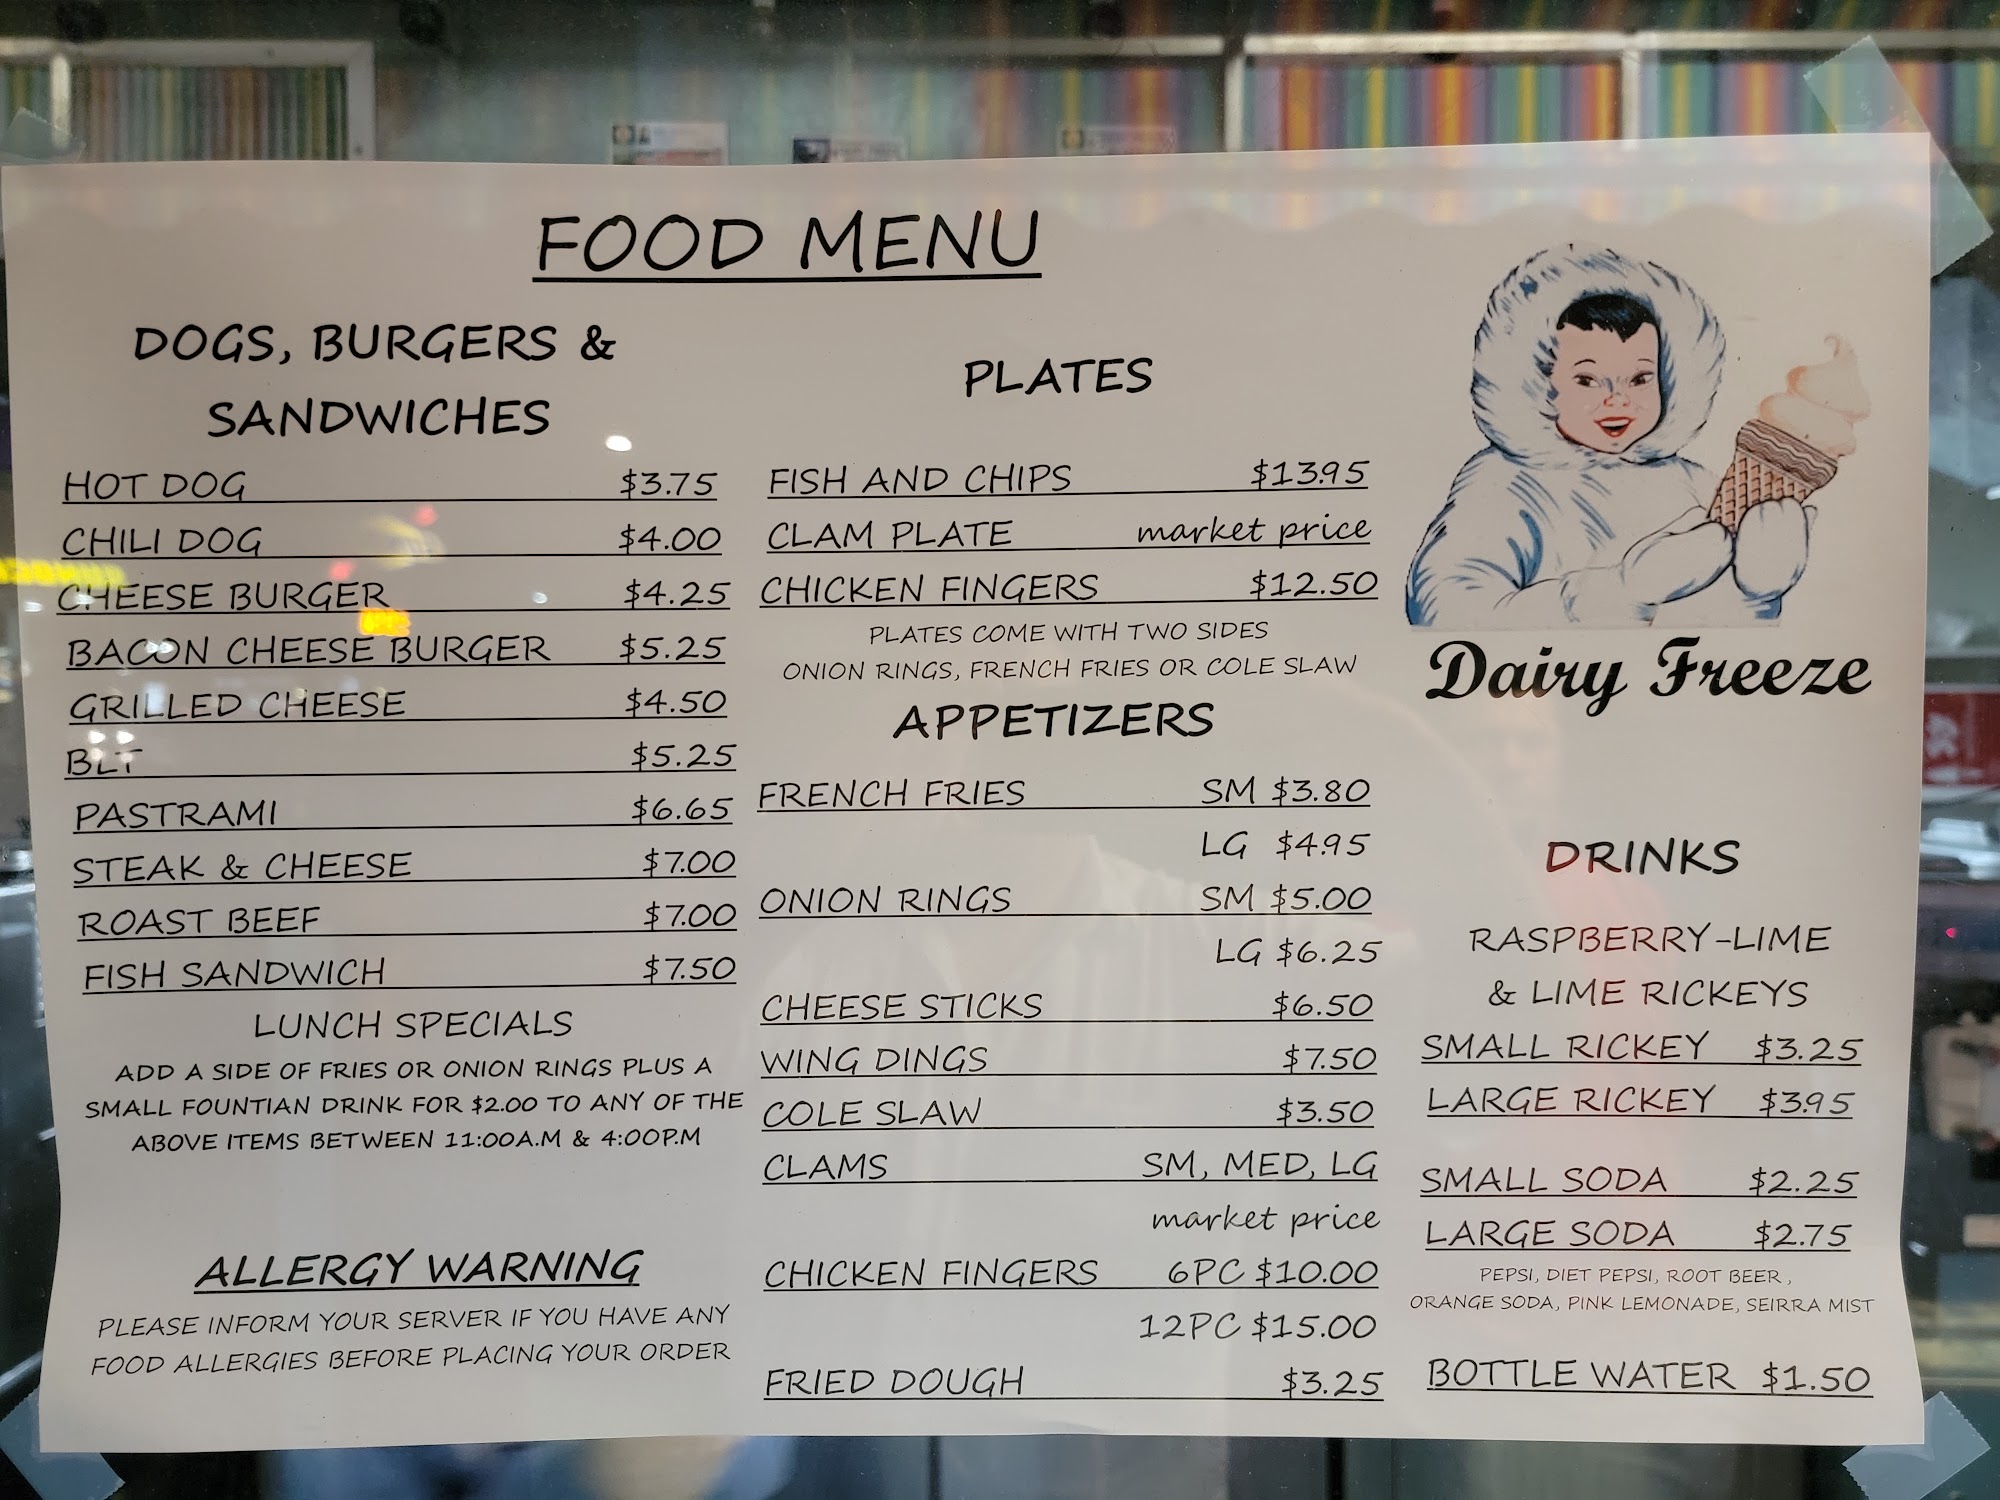 FOOD MENU
DOGS, BURGERS &
SANDWICHES
HOT DOG $3.75
CHILI DOG $4.00
CHEESE BURGER $4.25
BACON CHEESE BURGER $5.25
GRILLED CHEESE $4.50
BLT $5.25
PASTRAMI $6.65
STEAK & CHEESE $7.00
ROAST BEEF $7.00
FISH SANDWICH $7.50
LUNCH SPECIALS
ADD A SIDE OF FRIES OR ONION RINGS PLUS A
SMALL FOUNTIAN DRINK FOR $2.00 TO ANY OF THE
ABOVE ITEMS BETWEEN 11:00A.M & 4:00P.M
ALLERGY WARNING
PLEASE INFORM YOUR SERVER IF YOU HAVE ANY
FOOD ALLERGIES BEFORE PLACING YOUR ORDER
PLATES
FISH AND CHIPS $13.95
CLAM PLATE market price
CHICKEN FINGERS $12.50
PLATES COME WITH TWO SIDES
ONION RINGS, FRENCH FRIES OR COLE SLAW
APPETIZERS
FRENCH FRIES SM $3.80
LG $4.95
ONION RINGS SM $5.00
LG $6.25
CHEESE STICKS $6.50
WING DINGS $7.50
COLE SLAW $3.50
CLAMS SM, MED, LG
market price
CHICKEN FINGERS 6PC $10.00
12PC $15.00
FRIED DOUGH $3.25
Dairy Freeze
DRINKS
RASPBERRY-LIME
& LIME RICKEYS
SMALL RICKEY $3.25
LARGE RICKEY $3.95
SMALL SODA $2.25
LARGE SODA $2.75
PEPSI, DIET PEPSI, ROOT BEER,
ORANGE SODA, PINK LEMONADE, SEIRRA MIST
BOTTLE WATER $1.50